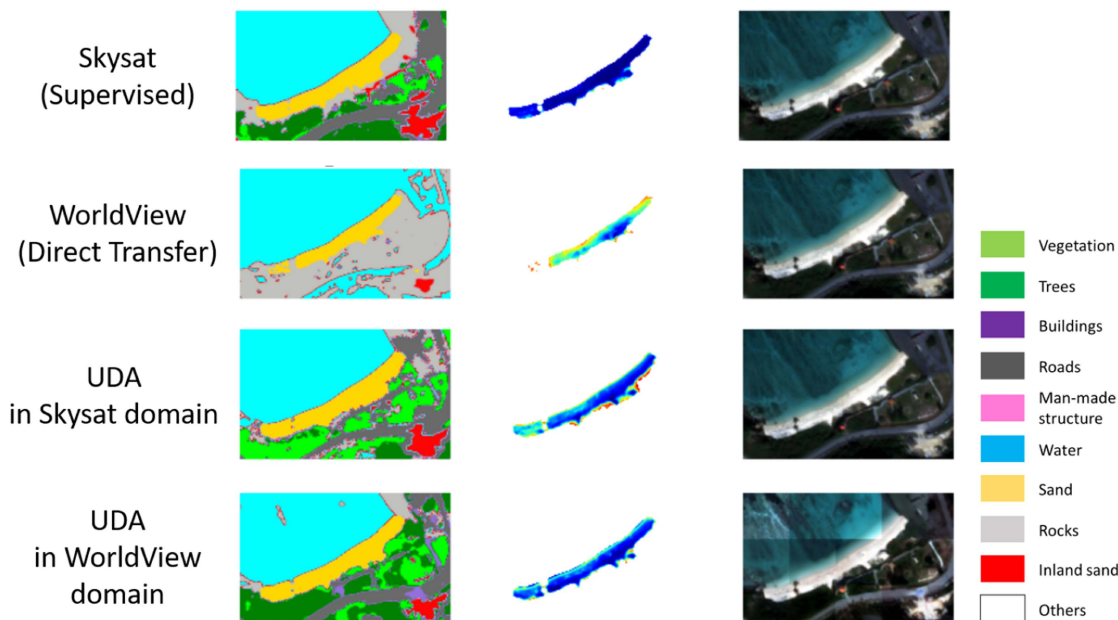 Skysat
(Supervised)
WorldView
(Direct Transfer)
UDA
in Skysat domain
UDA
in WorldView
domain
Vegetation
Trees
Buildings
Roads
Man-made
structure
Water
Sand
Rocks
Inland sand
Others